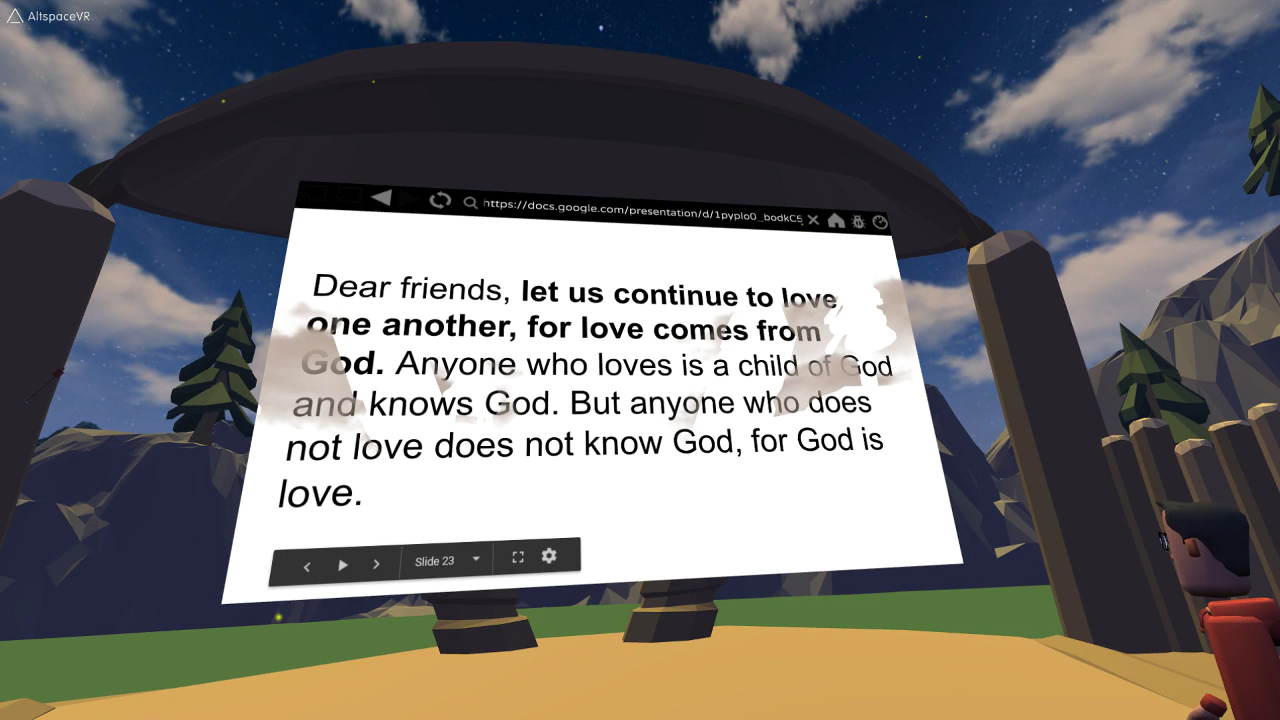 AltspaceVR
https://docs.google.com/presentation/d/1pyplo0_bodkC5
Dear friends, let us continue to love
one another, for love comes from
God. Anyone who loves is a child of God
and knows God. But anyone who does
not love does not know God, for God is
love.
Slide 23